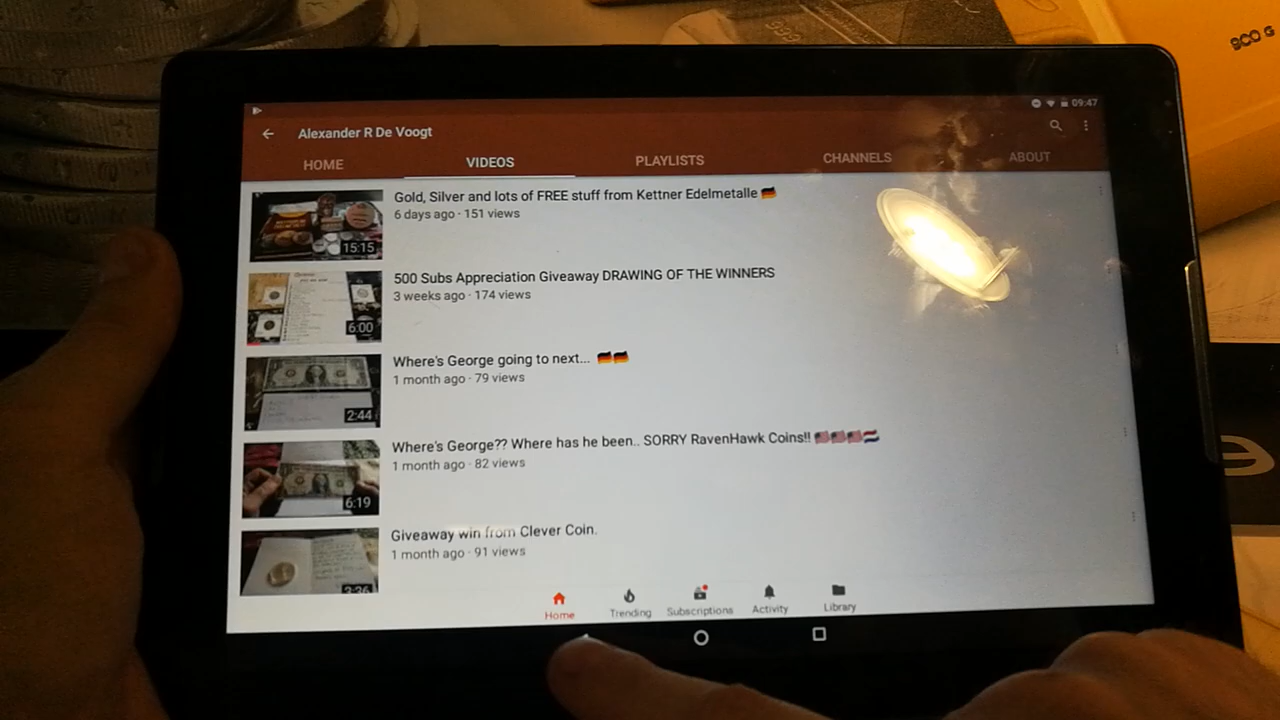 999
900 G
09:47
Alexander R De Voogt
HOME VIDEOS PLAYLISTS CHANNELS ABOUT
Gold, Silver and lots of FREE stuff from Kettner Edelmetalle 🇩🇪
6 days ago · 151 views
15:15
500 Subs Appreciation Giveaway DRAWING OF THE WINNERS
3 weeks ago · 174 views
6:00
Where's George going to next... 🇩🇪🇩🇪
1 month ago · 79 views
2:44
Where's George?? Where has he been.. SORRY RavenHawk Coins!! 🇺🇸🇺🇸🇺🇸🇳🇱
1 month ago · 82 views
6:19
Giveaway win from Clever Coin.
1 month ago · 91 views
Home Trending Subscriptions Activity Library